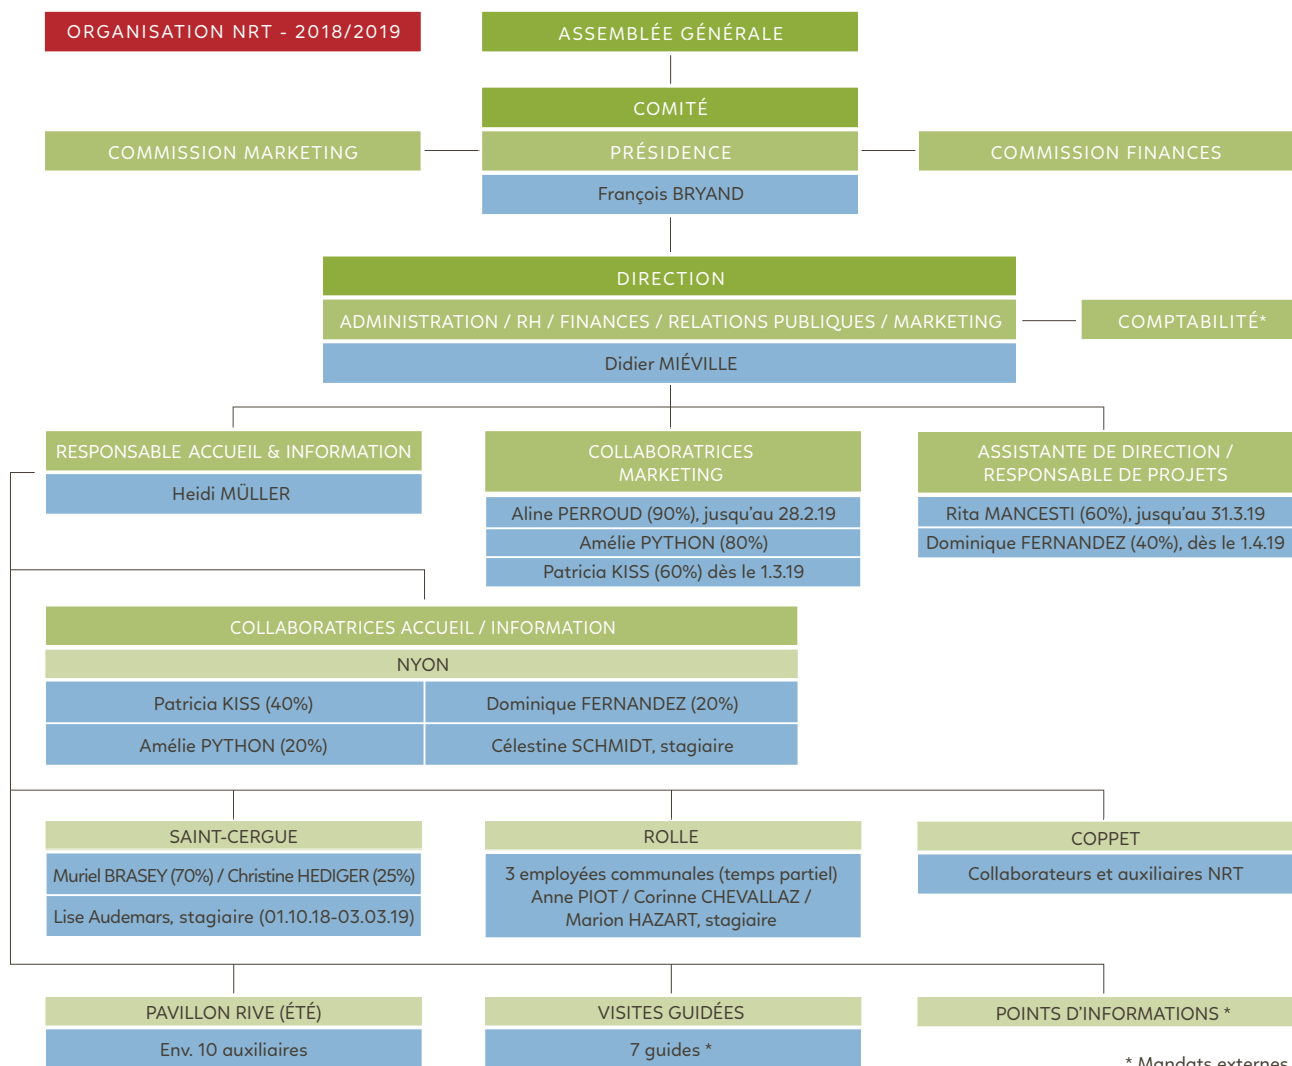 ORGANISATION NRT - 2018/2019
ASSEMBLÉE GÉNÉRALE
COMITÉ
COMMISSION MARKETING
PRÉSIDENCE
COMMISSION FINANCES
François BRYAND
DIRECTION
ADMINISTRATION / RH / FINANCES / RELATIONS PUBLIQUES / MARKETING
COMPTABILITÉ*
Didier MIÉVILLE
RESPONSABLE ACCUEIL & INFORMATION
Heidi MÜLLER
COLLABORATRICES
MARKETING
Aline PERROUD (90%), jusqu'au 28.2.19
Amélie PYTHON (80%)
Patricia KISS (60%) dès le 1.3.19
ASSISTANTE DE DIRECTION /
RESPONSABLE DE PROJETS
Rita MANCESTI (60%), jusqu'au 31.3.19
Dominique FERNANDEZ (40%), dès le 1.4.19
COLLABORATRICES ACCUEIL / INFORMATION
NYON
Patricia KISS (40%)
Dominique FERNANDEZ (20%)
Amélie PYTHON (20%)
Célestine SCHMIDT, stagiaire
SAINT-CERGUE
Muriel BRASEY (70%) / Christine HEDIGER (25%)
Lise Audemars, stagiaire (01.10.18-03.03.19)
ROLLE
3 employées communales (temps partiel)
Anne PIOT / Corinne CHEVALLAZ /
Marion HAZART, stagiaire
COPPET
Collaborateurs et auxiliaires NRT
PAVILLON RIVE (ÉTÉ)
Env. 10 auxiliaires
VISITES GUIDÉES
7 guides *
POINTS D'INFORMATIONS *
* Mandats externes